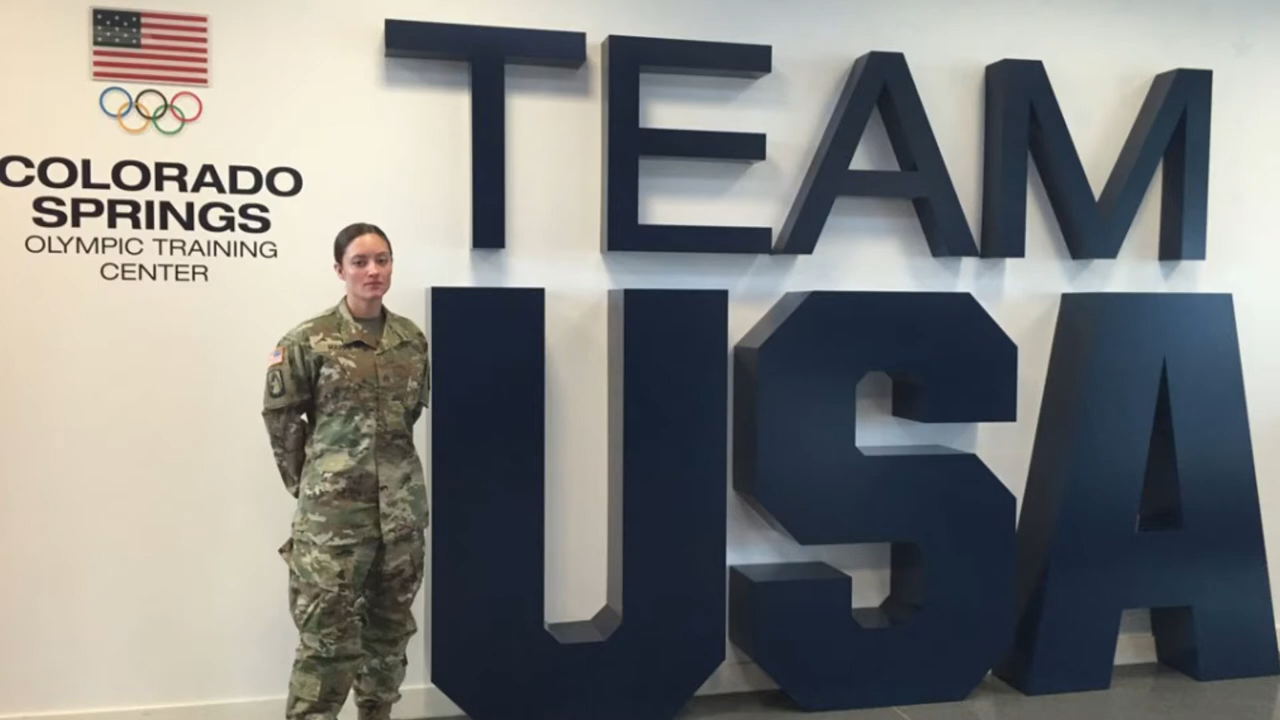 COLORADO
SPRINGS
OLYMPIC TRAINING
CENTER
TEAM
USA